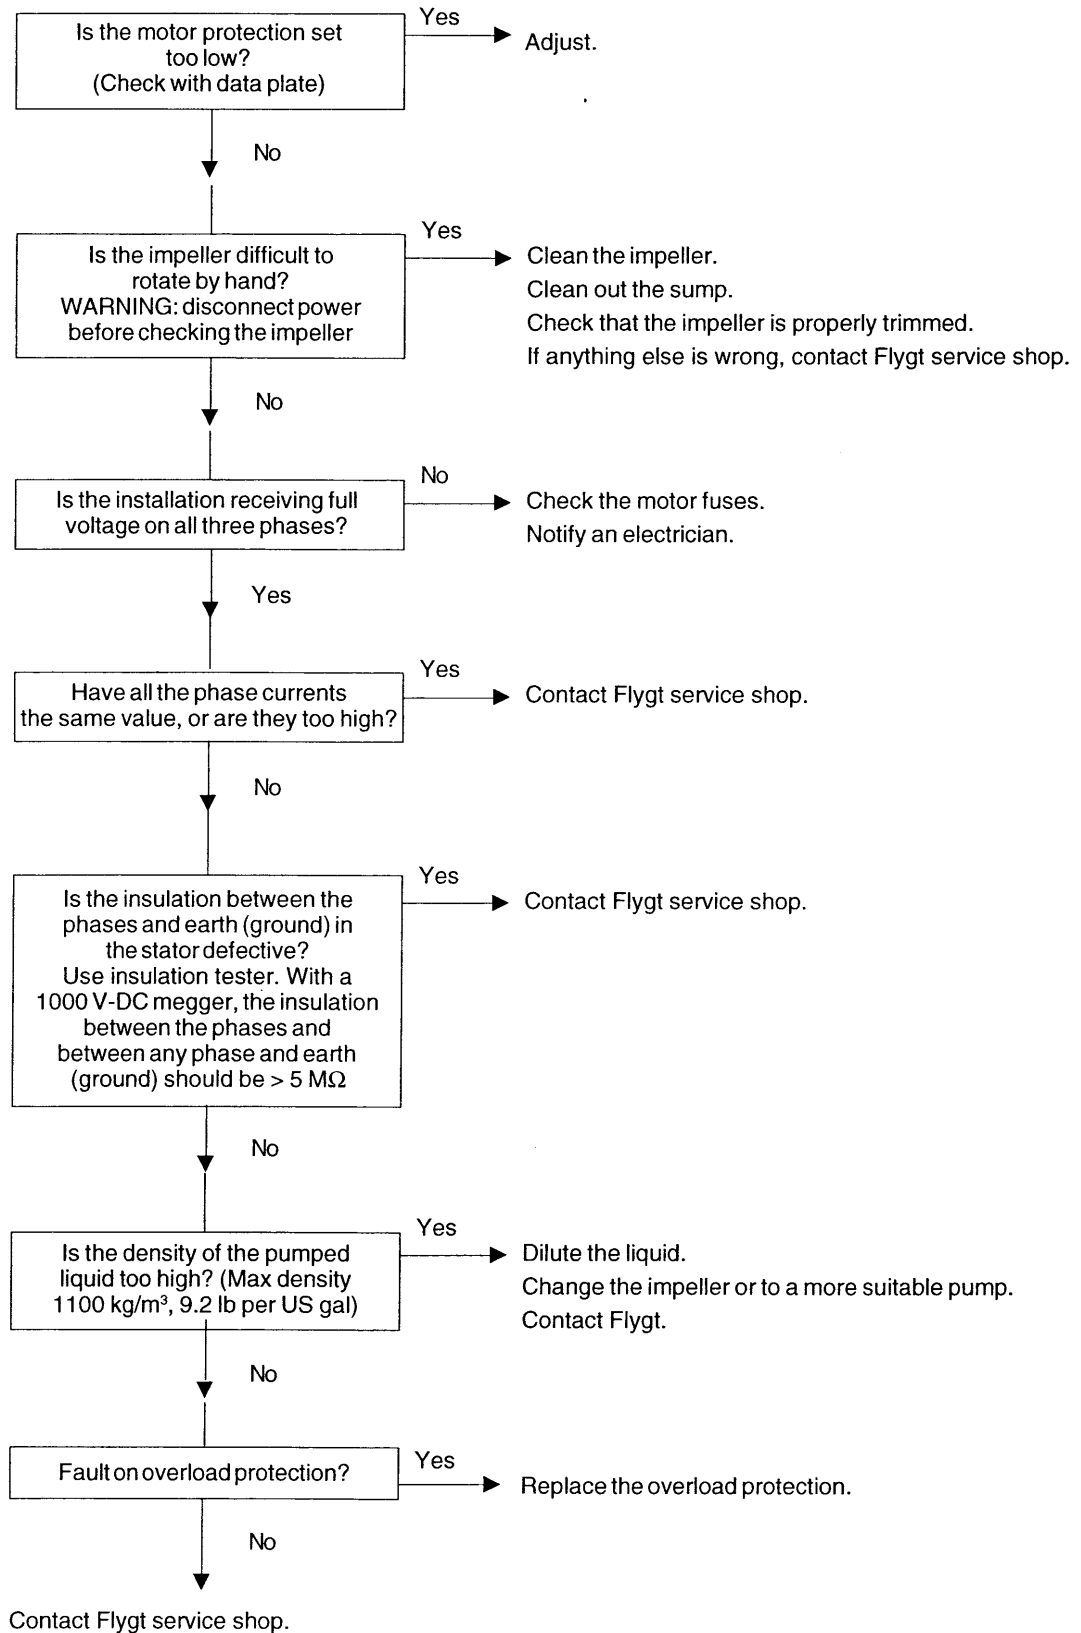 Is the motor protection set
too low?
(Check with data plate)
Yes
Adjust.
No
Is the impeller difficult to
rotate by hand?
WARNING: disconnect power
before checking the impeller
Yes
Clean the impeller.
Clean out the sump.
Check that the impeller is properly trimmed.
If anything else is wrong, contact Flygt service shop.
No
Is the installation receiving full
voltage on all three phases?
No
Check the motor fuses.
Notify an electrician.
Yes
Have all the phase currents
the same value, or are they too high?
Yes
Contact Flygt service shop.
No
Is the insulation between the
phases and earth (ground) in
the stator defective?
Use insulation tester. With a
1000 V-DC megger, the insulation
between the phases and
between any phase and earth
(ground) should be > 5 MΩ
Yes
Contact Flygt service shop.
No
Is the density of the pumped
liquid too high? (Max density
1100 kg/m³, 9.2 lb per US gal)
Yes
Dilute the liquid.
Change the impeller or to a more suitable pump.
Contact Flygt.
No
Fault on overload protection?
Yes
Replace the overload protection.
No
Contact Flygt service shop.